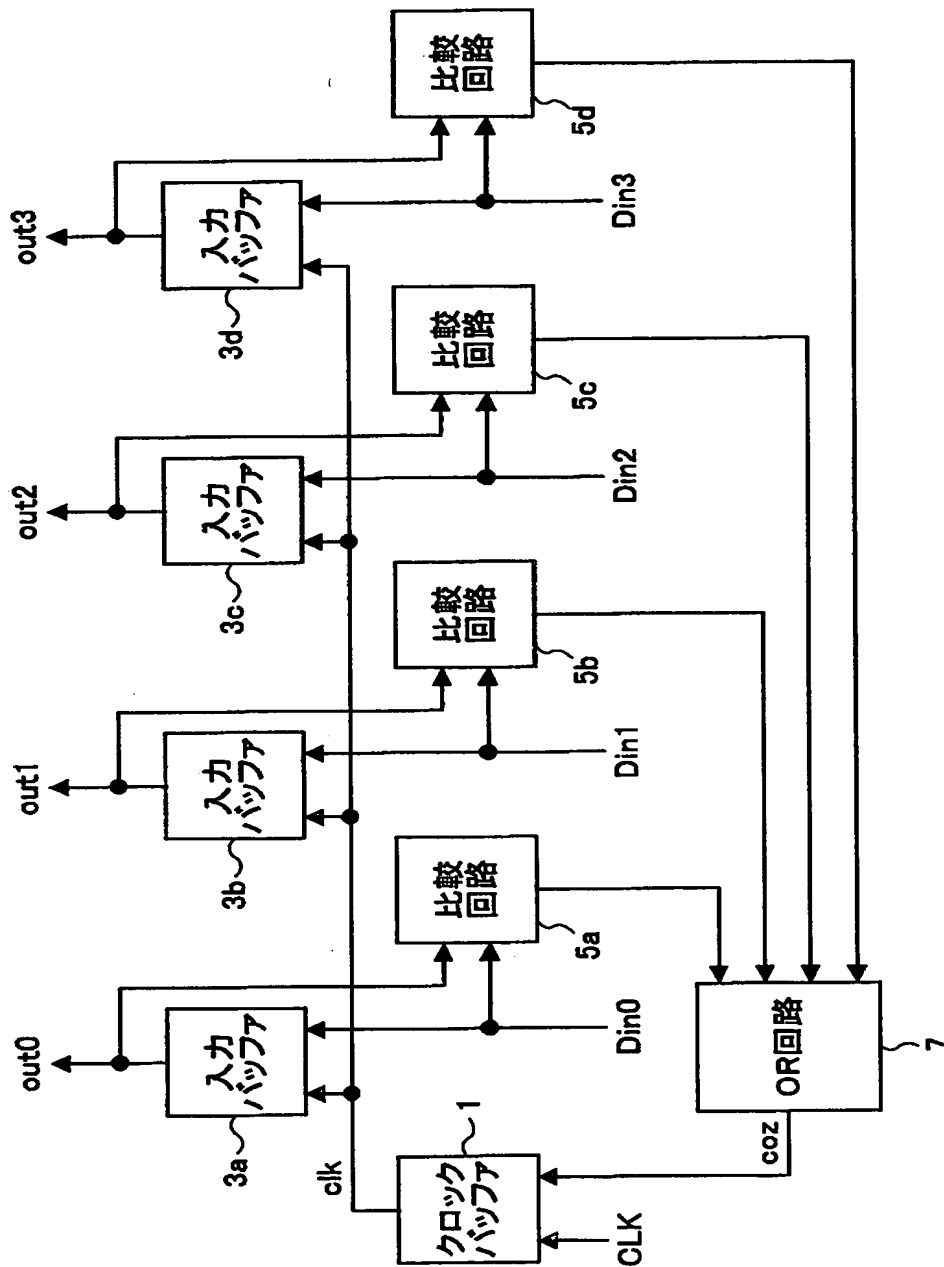 out0
out1
out2
out3
入力
バッファ
3a
入力
バッファ
3b
入力
バッファ
3c
入力
バッファ
3d
clk
クロック
バッファ
1
CLK
比較
回路
5a
比較
回路
5b
比較
回路
5c
比較
回路
5d
Din0
Din1
Din2
Din3
coz
OR回路
7